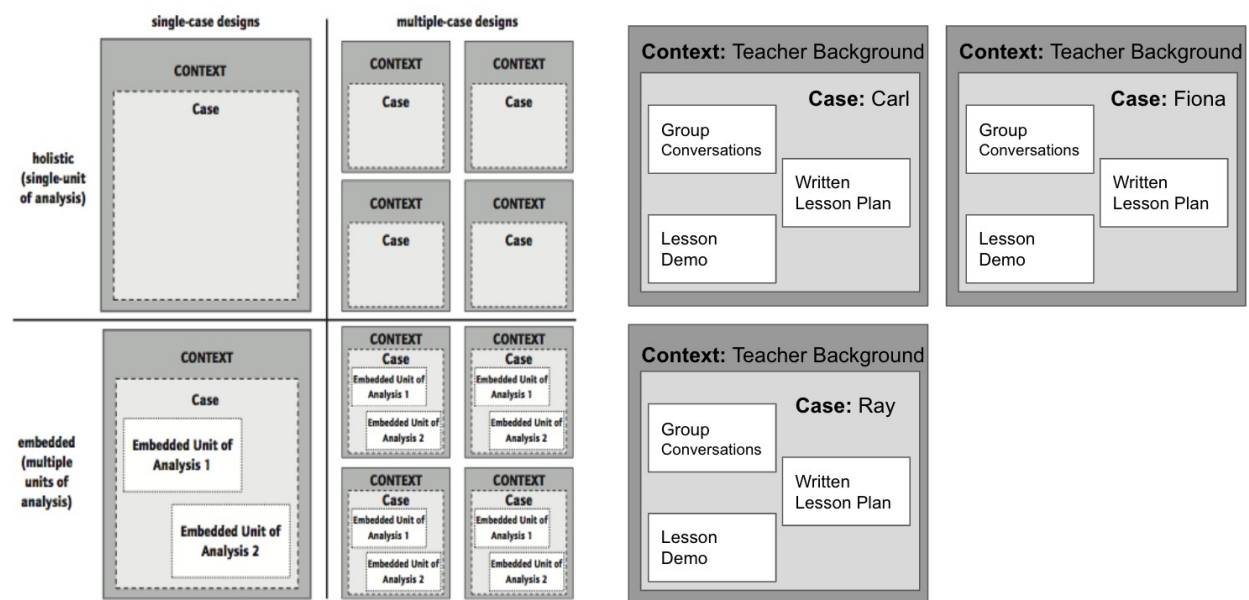 single-case designs
multiple-case designs
holistic
(single-unit
of analysis)
CONTEXT
Case
CONTEXT
Case
CONTEXT
Case
CONTEXT
Case
CONTEXT
Case
embedded
(multiple
units of
analysis)
CONTEXT
Case
Embedded Unit of
Analysis 1
Embedded Unit of
Analysis 2
CONTEXT
Case
Embedded Unit of
Analysis 1
Embedded Unit of
Analysis 2
CONTEXT
Case
Embedded Unit of
Analysis 1
Embedded Unit of
Analysis 2
CONTEXT
Case
Embedded Unit of
Analysis 1
Embedded Unit of
Analysis 2
CONTEXT
Case
Embedded Unit of
Analysis 1
Embedded Unit of
Analysis 2
Context: Teacher Background
Case: Carl
Group
Conversations
Written
Lesson Plan
Lesson
Demo
Context: Teacher Background
Case: Fiona
Group
Conversations
Written
Lesson Plan
Lesson
Demo
Context: Teacher Background
Case: Ray
Group
Conversations
Written
Lesson Plan
Lesson
Demo